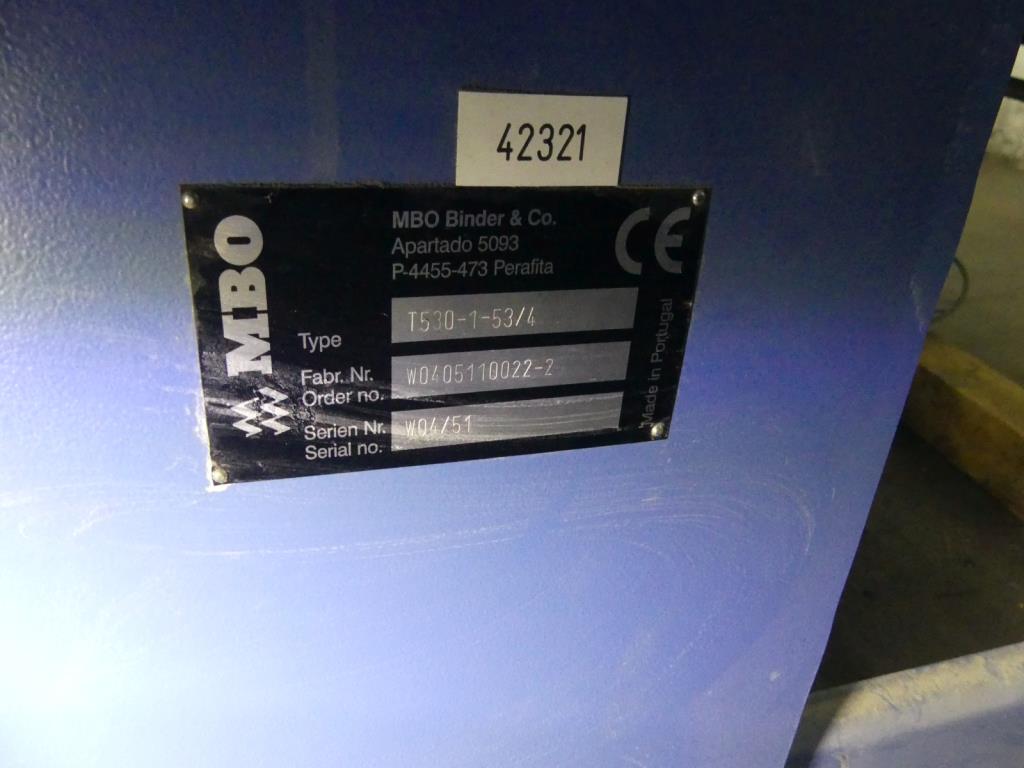 42321
MBO
MBO Binder & Co.
Apartado 5093
P-4455-473 Perafita
CE
Type T530-1-53/4
Fabr. Nr. W0405110022-2
Order no.
Serien Nr. W04/51
Serial no.
Made in Portugal